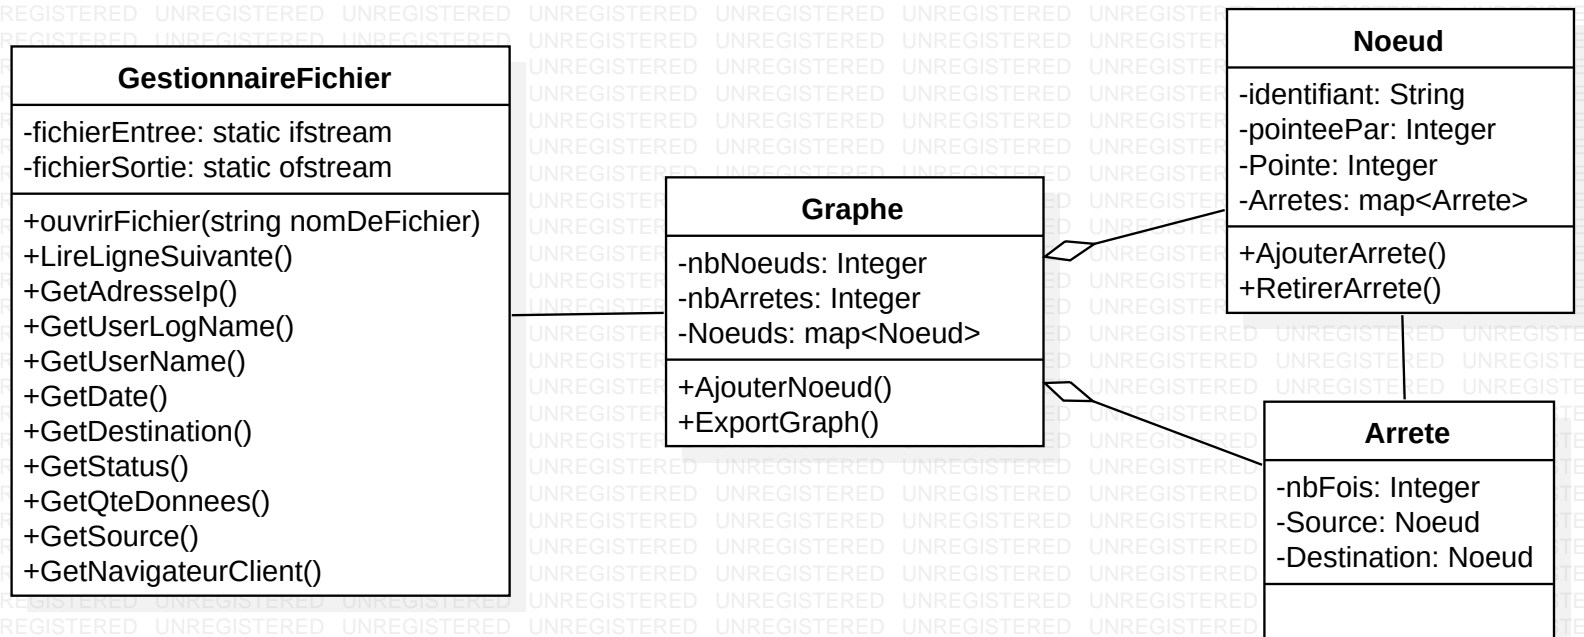 GestionnaireFichier
-fichierEntree: static ifstream
-fichierSortie: static ofstream
+ouvrirFichier(string nomDeFichier)
+LireLigneSuivante()
+GetAdresseIp()
+GetUserLogName()
+GetUserName()
+GetDate()
+GetDestination()
+GetStatus()
+GetQteDonnees()
+GetSource()
+GetNavigateurClient()
Graphe
-nbNoeuds: Integer
-nbArretes: Integer
-Noeuds: map<Noeud>
+AjouterNoeud()
+ExportGraph()
Noeud
-identifiant: String
-pointeePar: Integer
-Pointe: Integer
-Arretes: map<Arrete>
+AjouterArrete()
+RetirerArrete()
Arrete
-nbFois: Integer
-Source: Noeud
-Destination: Noeud
UNREGISTERED